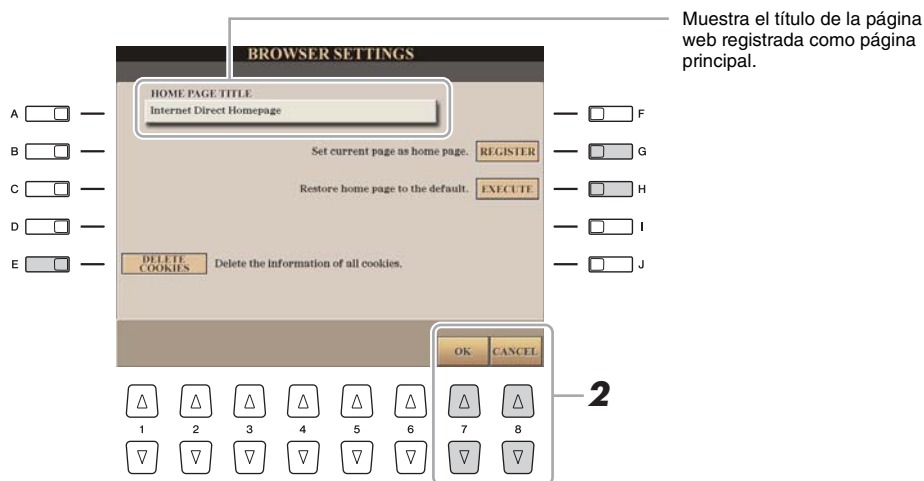 Muestra el título de la página
web registrada como página
principal.
BROWSER SETTINGS
HOME PAGE TITLE
Internet Direct Homepage
A
F
B
Set current page as home page.
REGISTER
G
C
Restore home page to the default.
EXECUTE
H
D
I
E
DELETE
COOKIES
Delete the information of all cookies.
J
OK
CANCEL
2
1 2 3 4 5 6 7 8